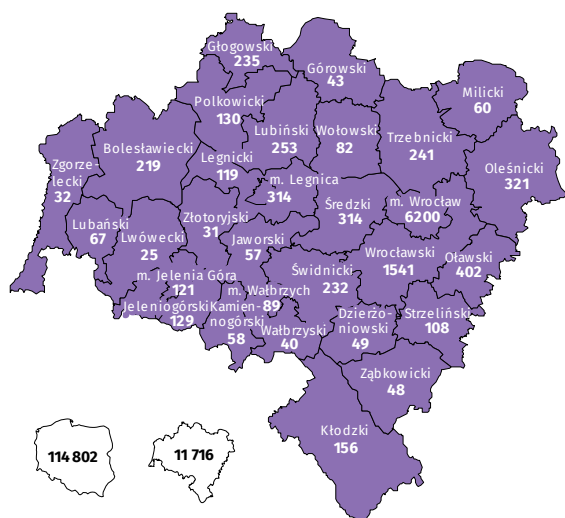 Głogowski
235
Górowski
43
Milicki
60
Polkowicki
130
Lubiński
253
Wołowski
82
Trzebnicki
241
Bolesławiecki
219
Legnicki
119
Oleśnicki
321
Zgorze-
lecki
32
m. Legnica
314
Średzki
314
m. Wrocław
6200
Lubański
67
Lwówecki
25
Złotoryjski
31
Jaworski
57
Wrocławski
1541
Oławski
402
Świdnicki
232
m. Jelenia Góra
121
m. Wałbrzych
89
Jeleniogórski
129
Kamien-
nogórski
58
Wałbrzyski
40
Dzierżo-
niowski
49
Strzeliński
108
Ząbkowicki
48
Kłodzki
156
114 802
11 716